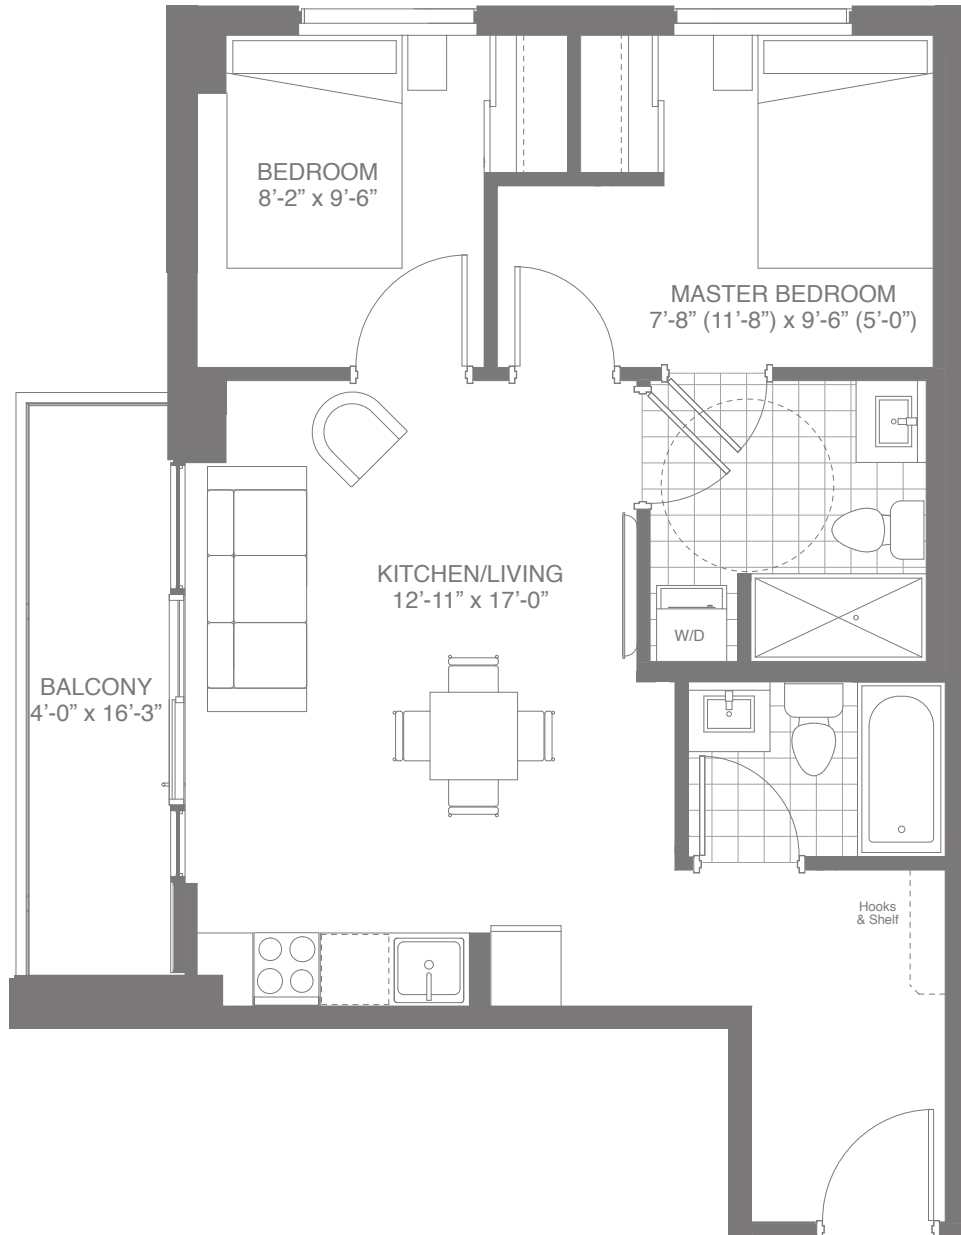 BEDROOM
8’-2” x 9’-6”
MASTER BEDROOM
7’-8” (11’-8”) x 9’-6” (5’-0”)
KITCHEN/LIVING
12’-11” x 17’-0”
W/D
BALCONY
4’-0” x 16’-3”
Hooks
& Shelf